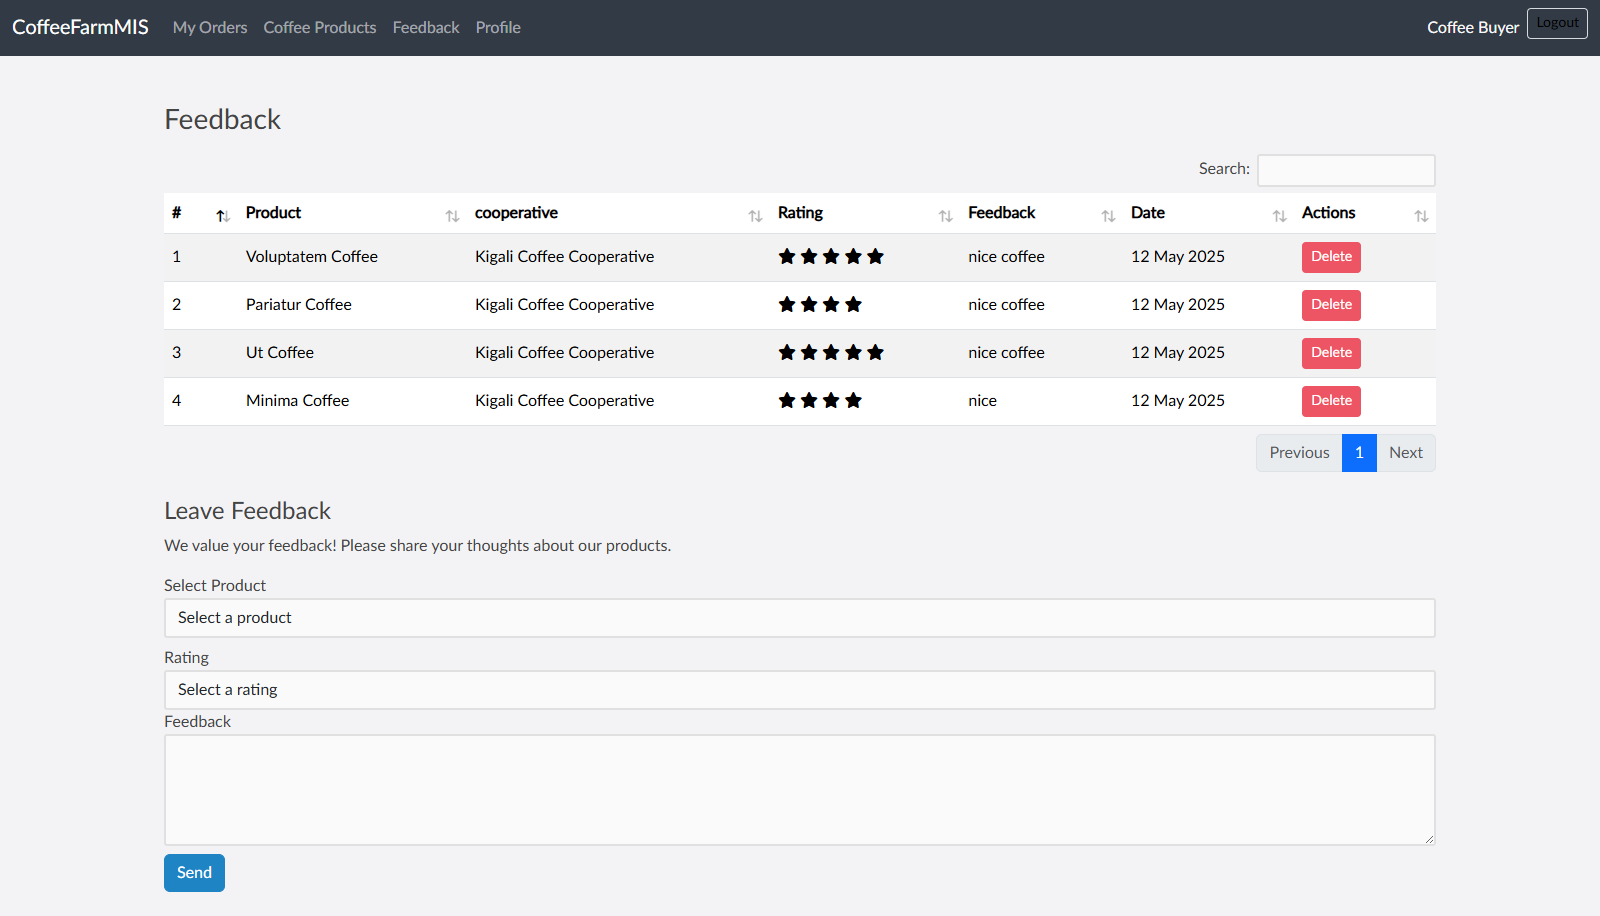 CoffeeFarmMIS My Orders Coffee Products Feedback Profile Coffee Buyer Logout
Feedback
Search:
# Product cooperative Rating Feedback Date Actions
1 Voluptatem Coffee Kigali Coffee Cooperative nice coffee 12 May 2025 Delete
2 Pariatur Coffee Kigali Coffee Cooperative nice coffee 12 May 2025 Delete
3 Ut Coffee Kigali Coffee Cooperative nice coffee 12 May 2025 Delete
4 Minima Coffee Kigali Coffee Cooperative nice 12 May 2025 Delete
Previous 1 Next
Leave Feedback
We value your feedback! Please share your thoughts about our products.
Select Product
Select a product
Rating
Select a rating
Feedback
Send